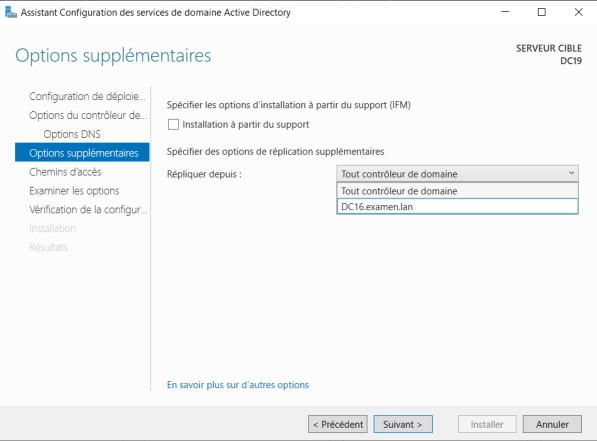 Assistant Configuration des services de domaine Active Directory
Options supplémentaires
SERVEUR CIBLE
DC19
Configuration de déploie...
Options du contrôleur de...
Options DNS
Options supplémentaires
Chemins d'accès
Examiner les options
Vérification de la configur...
Installation
Résultats
Spécifier les options d'installation à partir du support (IFM)
Installation à partir du support
Spécifier des options de réplication supplémentaires
Répliquer depuis :
Tout contrôleur de domaine
Tout contrôleur de domaine
DC16.examen.lan
En savoir plus sur d'autres options
< Précédent
Suivant >
Installer
Annuler